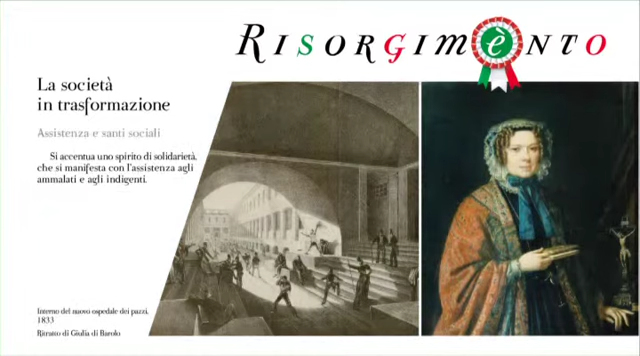 RISORGIMèNTO
La società
in trasformazione
Assistenza e santi sociali
Si accentua uno spirito di solidarietà,
che si manifesta con l'assistenza agli
ammalati e agli indigenti.
Interno del nuovo ospedale dei pazzi,
1833
Ritratto di Giulia di Barolo